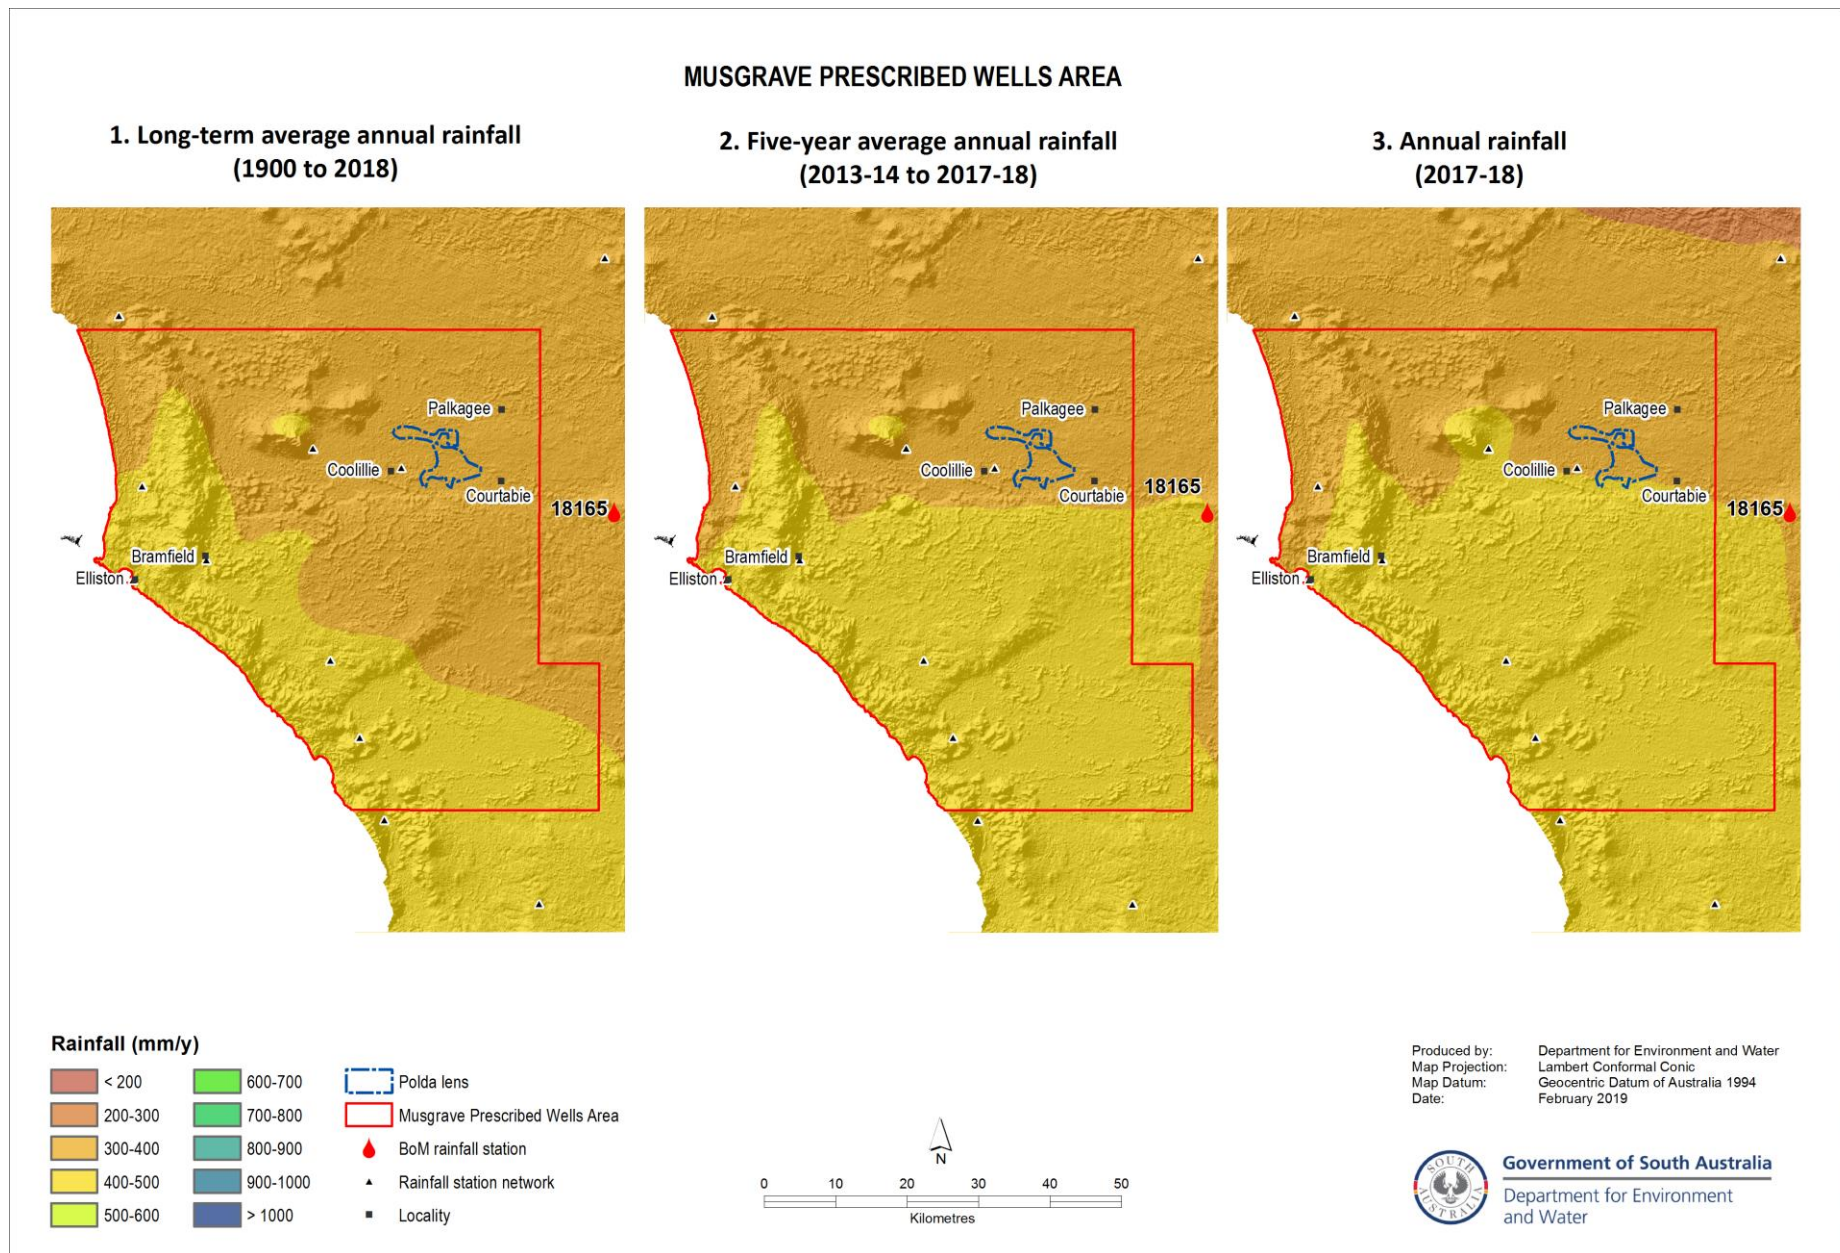 MUSGRAVE PRESCRIBED WELLS AREA
1. Long-term average annual rainfall
(1900 to 2018)
2. Five-year average annual rainfall
(2013-14 to 2017-18)
3. Annual rainfall
(2017-18)
Palkagee
Coolillie
Courtabie
18165
Bramfield
Elliston
Palkagee
Coolillie
Courtabie
18165
Bramfield
Elliston
Palkagee
Coolillie
Courtabie
18165
Bramfield
Elliston
Rainfall (mm/y)
< 200
200-300
300-400
400-500
500-600
600-700
700-800
800-900
900-1000
> 1000
Polda lens
Musgrave Prescribed Wells Area
BoM rainfall station
Rainfall station network
Locality
N
0 10 20 30 40 50
Kilometres
Produced by: Department for Environment and Water
Map Projection: Lambert Conformal Conic
Map Datum: Geocentric Datum of Australia 1994
Date: February 2019
SOUTH AUSTRALIA
Government of South Australia
Department for Environment
and Water